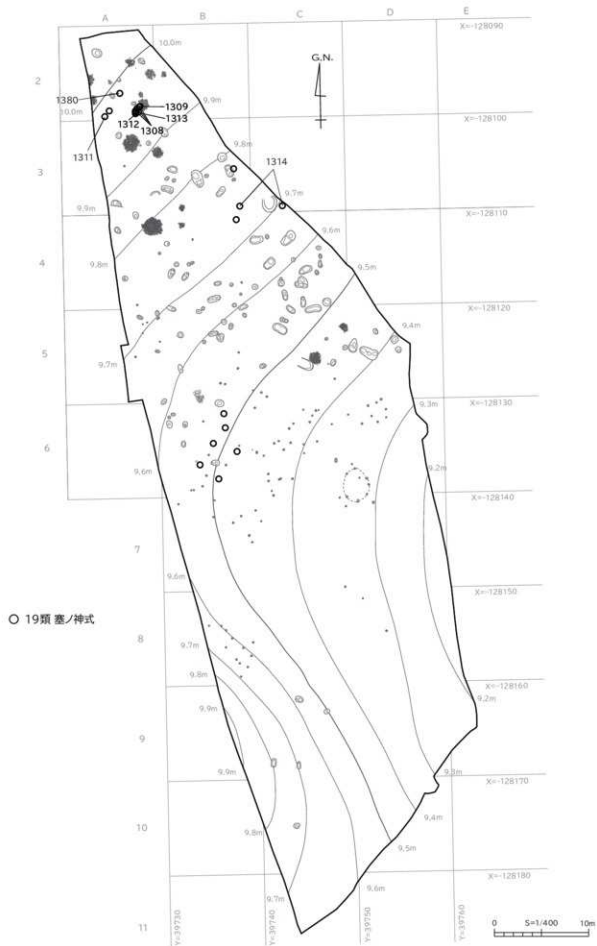 A B C D E
X=-128090
10.0m
G.N.
2
1380
10.0m
9.9m
1309
1312 1313
1308
X=-128100
1311
9.8m
1314
3
9.7m
9.9m
X=-128110
9.6m
9.8m
4
9.5m
X=-128120
9.4m
5
9.7m
9.3m
X=-128130
6
9.6m
9.2m
X=-128140
7
9.6m
X=-128150
○ 19類 塞ノ神式
8
9.7m
9.8m
X=-128160
9.9m
9.2m
9
9.9m
9.3m
X=-128170
10
9.8m
9.4m
9.5m
9.7m
9.6m
X=-128180
11
Y=39730
Y=39740
Y=39750
Y=39760
0 S=1/400 10m